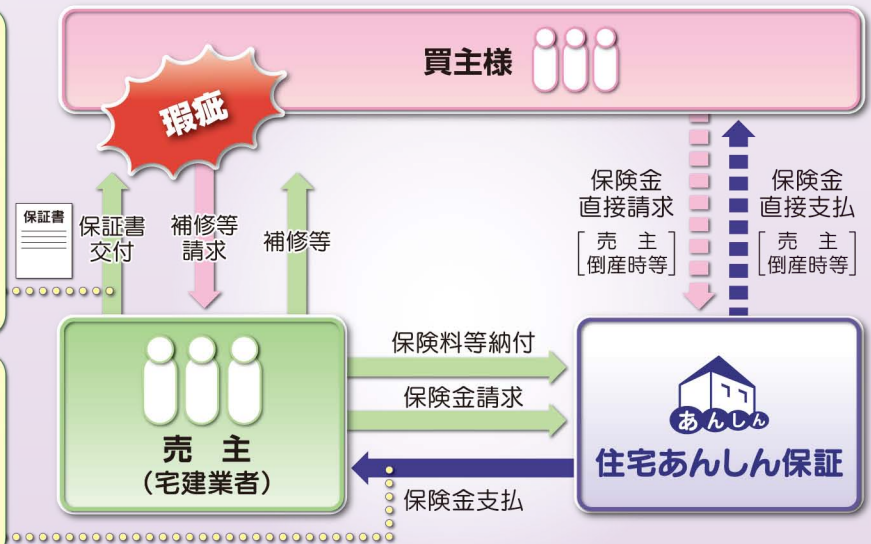 買主様
瑕疵
保証書
保証書
交付
補修等
請求
補修等
保険金
直接請求
[売 主
倒産時等]
保険金
直接支払
[売 主
倒産時等]
売 主
(宅建業者)
保険料等納付
保険金請求
保険金支払
あんしん
住宅あんしん保証